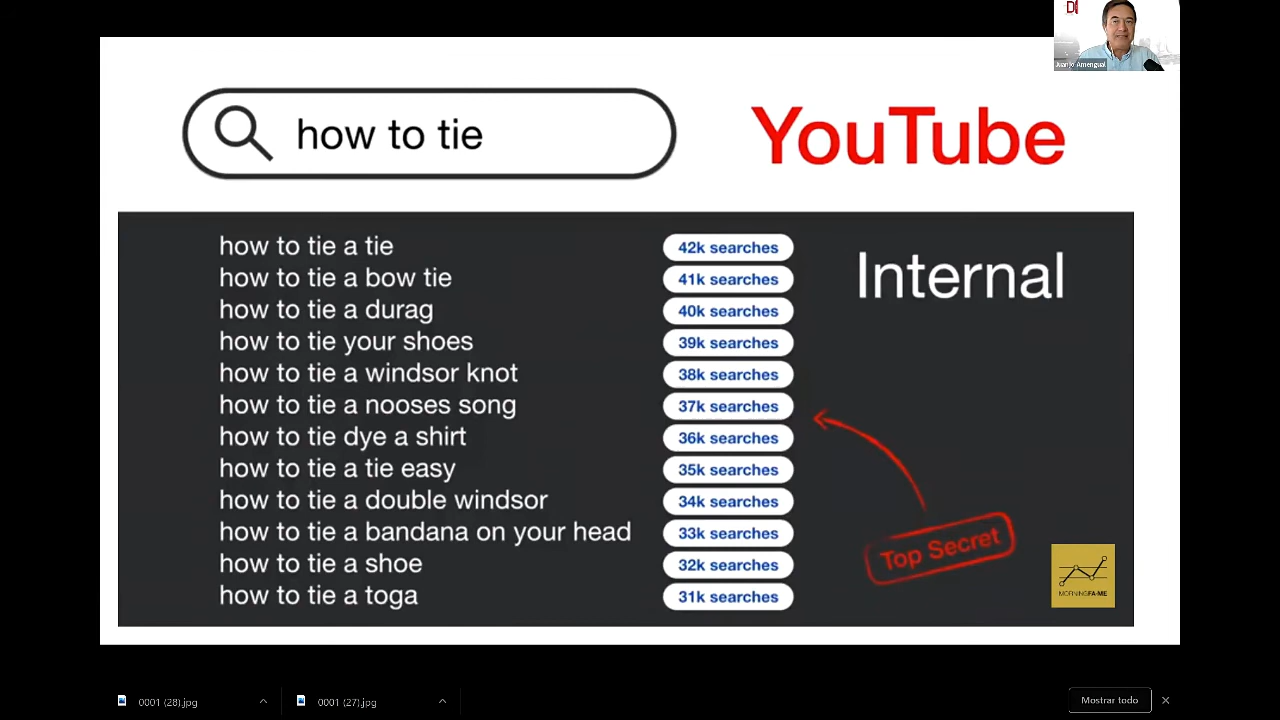 D
Juanjo Amengual
how to tie
YouTube
how to tie a tie 42k searches
Internal
how to tie a bow tie 41k searches
how to tie a durag 40k searches
how to tie your shoes 39k searches
how to tie a windsor knot 38k searches
how to tie a nooses song 37k searches
how to tie dye a shirt 36k searches
how to tie a tie easy 35k searches
how to tie a double windsor 34k searches
how to tie a bandana on your head 33k searches
how to tie a shoe 32k searches
how to tie a toga 31k searches
Top Secret
MORNINGFA-ME
0001 (28).jpg
0001 (27).jpg
Mostrar todo